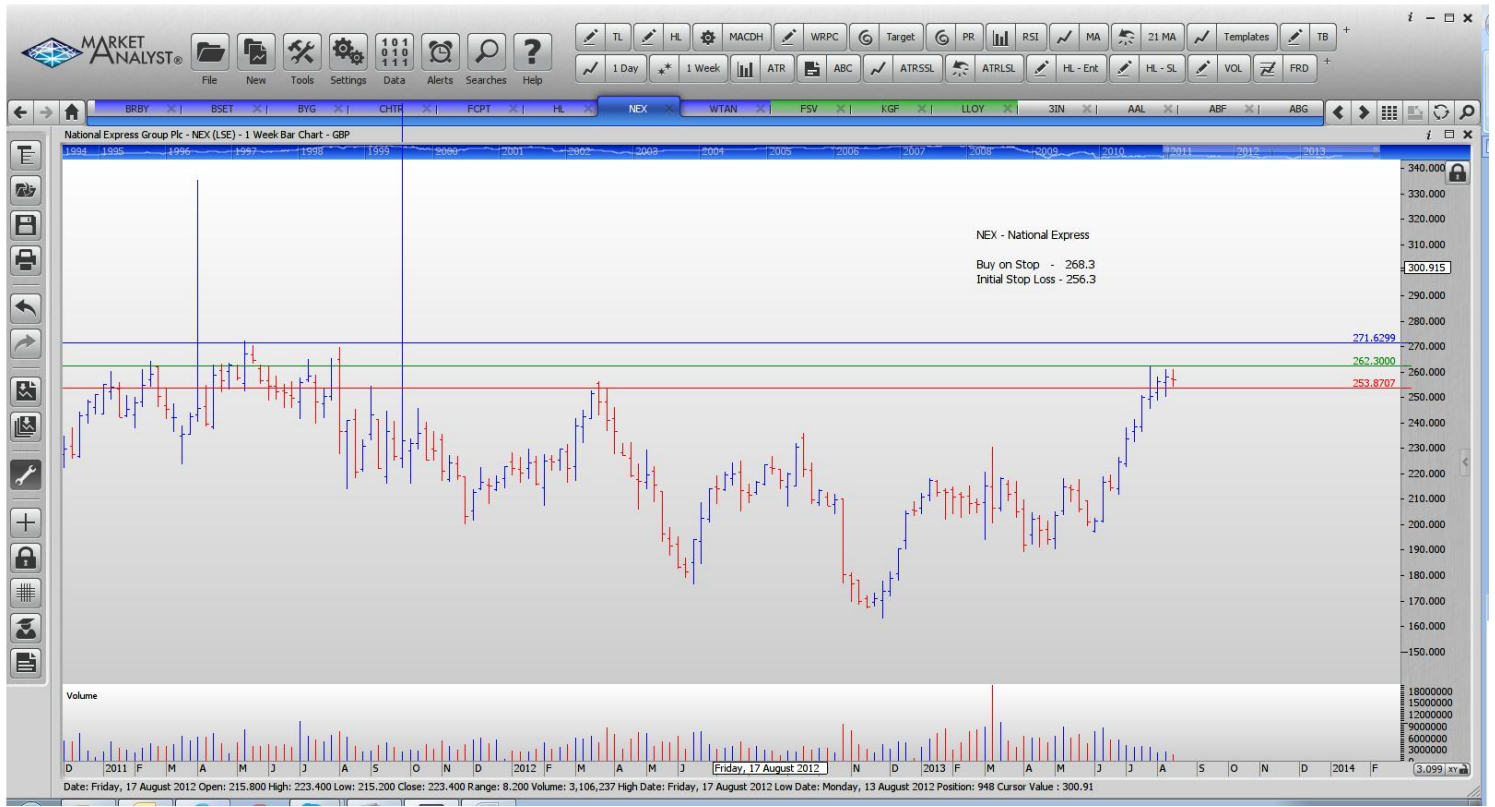 i
MARKET
ANALYST®
File
New
Tools
Settings
101
010
111
Data
Alerts
Searches
?
Help
TL
HL
MACDH
WRPC
Target
PR
RSI
MA
21 MA
Templates
TB
+
1 Day
1 Week
ATR
ABC
ATRSSL
ATRLSL
HL - Ent
HL - SL
VOL
FRD
+
BRBY
BSET
BYG
CHTR
FCPT
HL
NEX
WTAN
FSV
KGF
LLOY
3IN
AAL
ABF
ABG
National Express Group Plc - NEX (LSE) - 1 Week Bar Chart - GBP
i
1994 1995 1996 1997 1998 1999 2000 2001 2002 2003 2004 2005 2006 2007 2008 2009 2010 2011 2012 2013
NEX - National Express
Buy on Stop - 268.3
Initial Stop Loss - 256.3
340.000
330.000
320.000
310.000
300.915
290.000
280.000
271.6299
270.000
262.3000
260.000
253.8707
250.000
240.000
230.000
220.000
210.000
200.000
190.000
180.000
170.000
160.000
150.000
Volume
18000000
15000000
12000000
9000000
6000000
3000000
D 2011 F M A M J J A S O N D 2012 F M A M J Friday, 17 August 2012 N D 2013 F M A M J J A S O N D 2014 F
3.099 XY
Date: Friday, 17 August 2012 Open: 215.800 High: 223.400 Low: 215.200 Close: 223.400 Range: 8.200 Volume: 3,106,237 High Date: Friday, 17 August 2012 Low Date: Monday, 13 August 2012 Position: 948 Cursor Value : 300.91